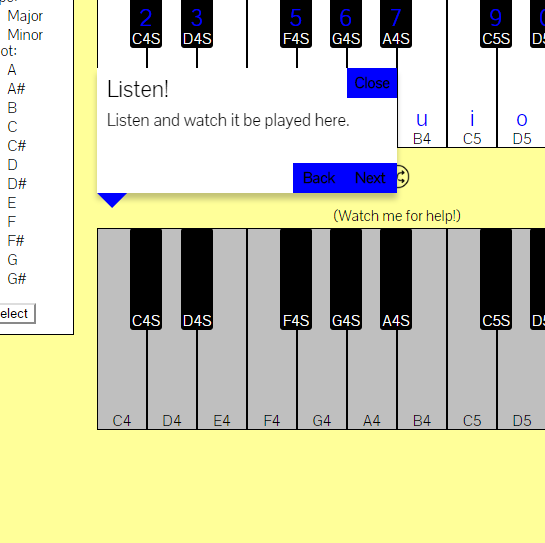 Major
Minor
ot:
A
A#
B
C
C#
D
D#
E
F
F#
G
G#
elect
2 3 5 6 7 9
C4S D4S F4S G4S A4S C5S D5
u i o
B4 C5 D5
Close
Listen!
Listen and watch it be played here.
Back Next
(Watch me for help!)
C4S D4S F4S G4S A4S C5S D5
C4 D4 E4 F4 G4 A4 B4 C5 D5